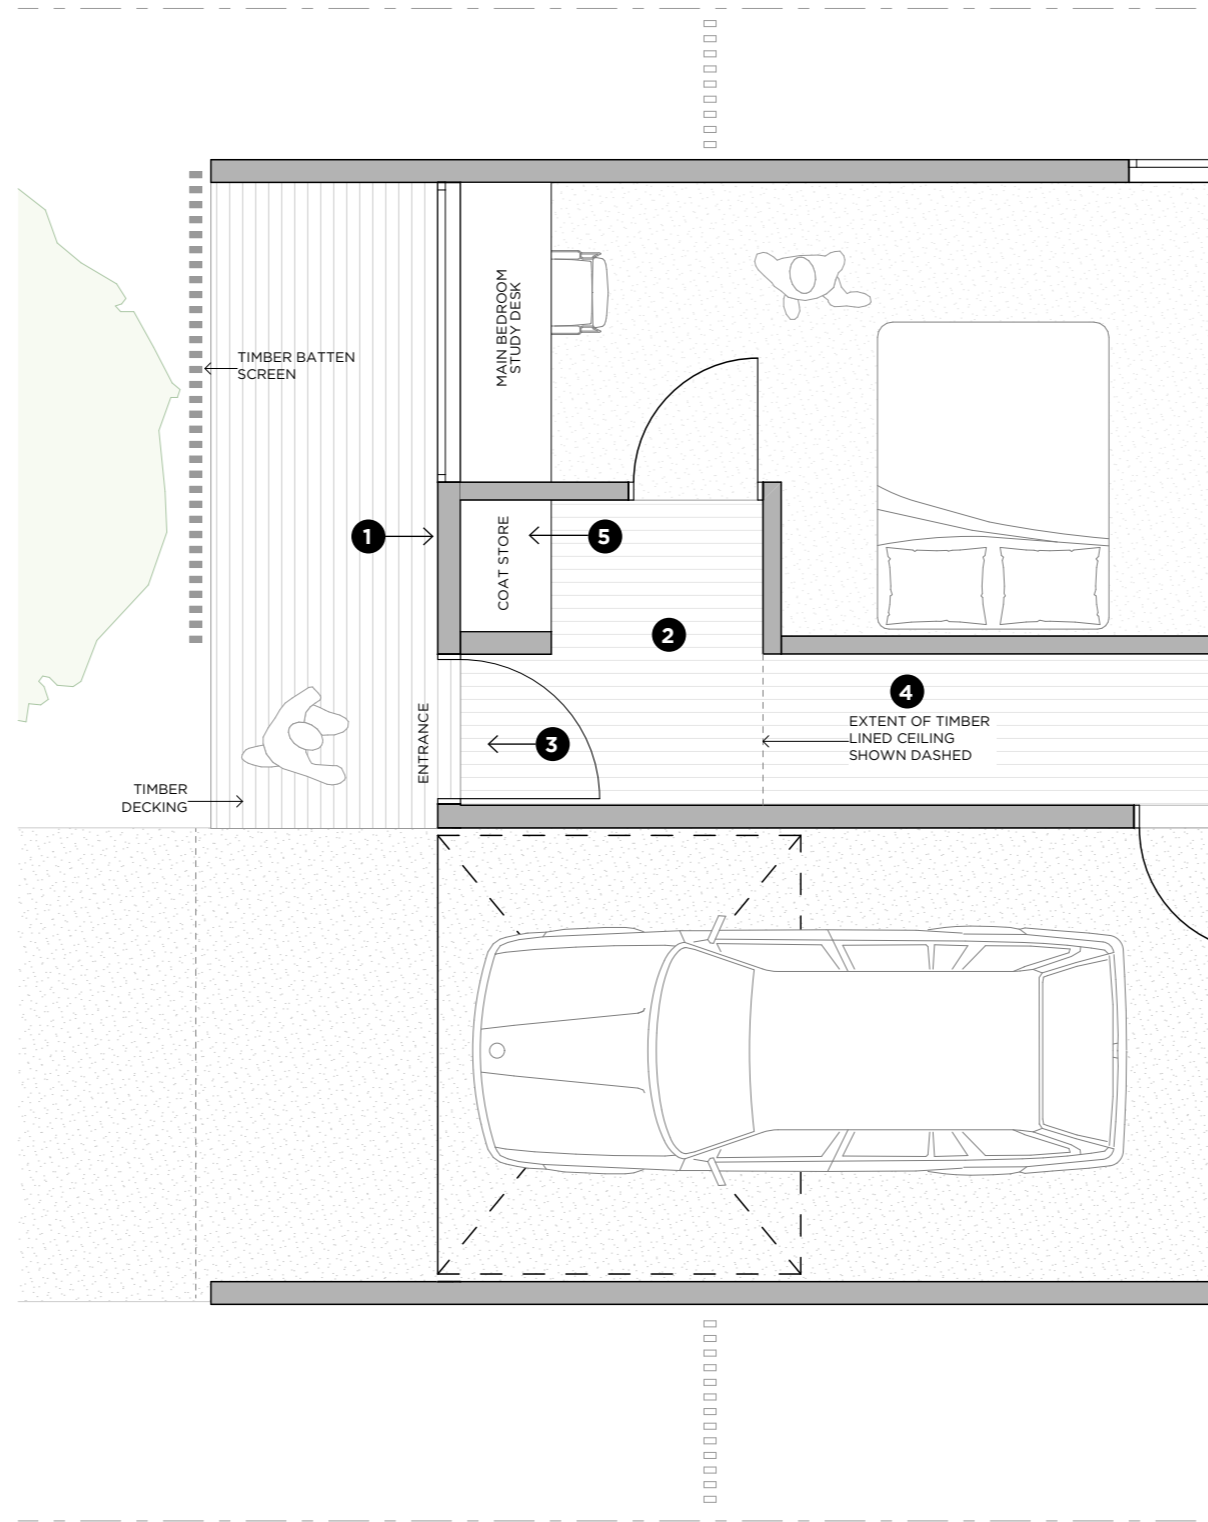 MAIN BEDROOM
STUDY DESK
TIMBER BATTEN
SCREEN
1
COAT STORE
5
2
4
EXTENT OF TIMBER
LINED CEILING
SHOWN DASHED
ENTRANCE
3
TIMBER
DECKING